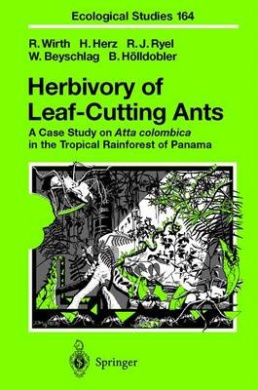 Ecological Studies 164
R. Wirth · H. Herz · R. J. Ryel
W. Beyschlag · B. Hölldobler
Herbivory of
Leaf-Cutting Ants
A Case Study on Atta colombica
in the Tropical Rainforest of Panama
Springer